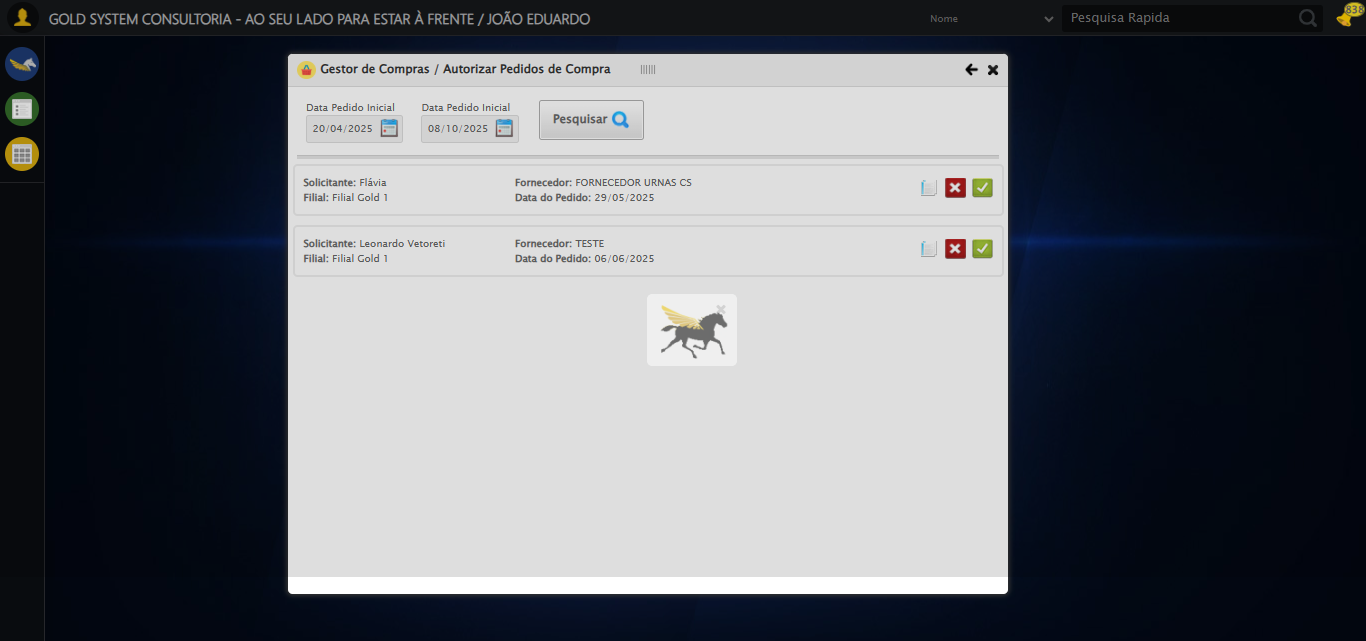 GOLD SYSTEM CONSULTORIA - AO SEU LADO PARA ESTAR À FRENTE / JOÃO EDUARDO
Nome
Pesquisa Rapida
838
Gestor de Compras / Autorizar Pedidos de Compra
Data Pedido Inicial
Data Pedido Inicial
20/04/2025
08/10/2025
Pesquisar
Solicitante: Flávia
Fornecedor: FORNECEDOR URNAS CS
Filial: Filial Gold 1
Data do Pedido: 29/05/2025
Solicitante: Leonardo Vetoreti
Fornecedor: TESTE
Filial: Filial Gold 1
Data do Pedido: 06/06/2025